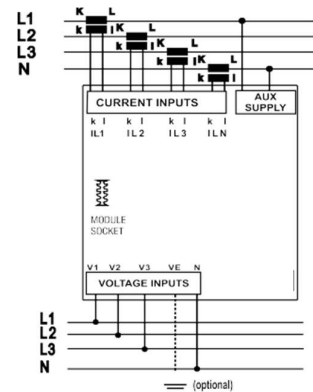 K L
L1
K L
L2
k l
K L
L3
k l
K L
N
k l
k l
CURRENT INPUTS
AUX
SUPPLY
k l k l k l k l
IL1 IL2 IL3 ILN
MODULE
SOCKET
V1 V2 V3 VE N
VOLTAGE INPUTS
L1
L2
L3
N
(optional)